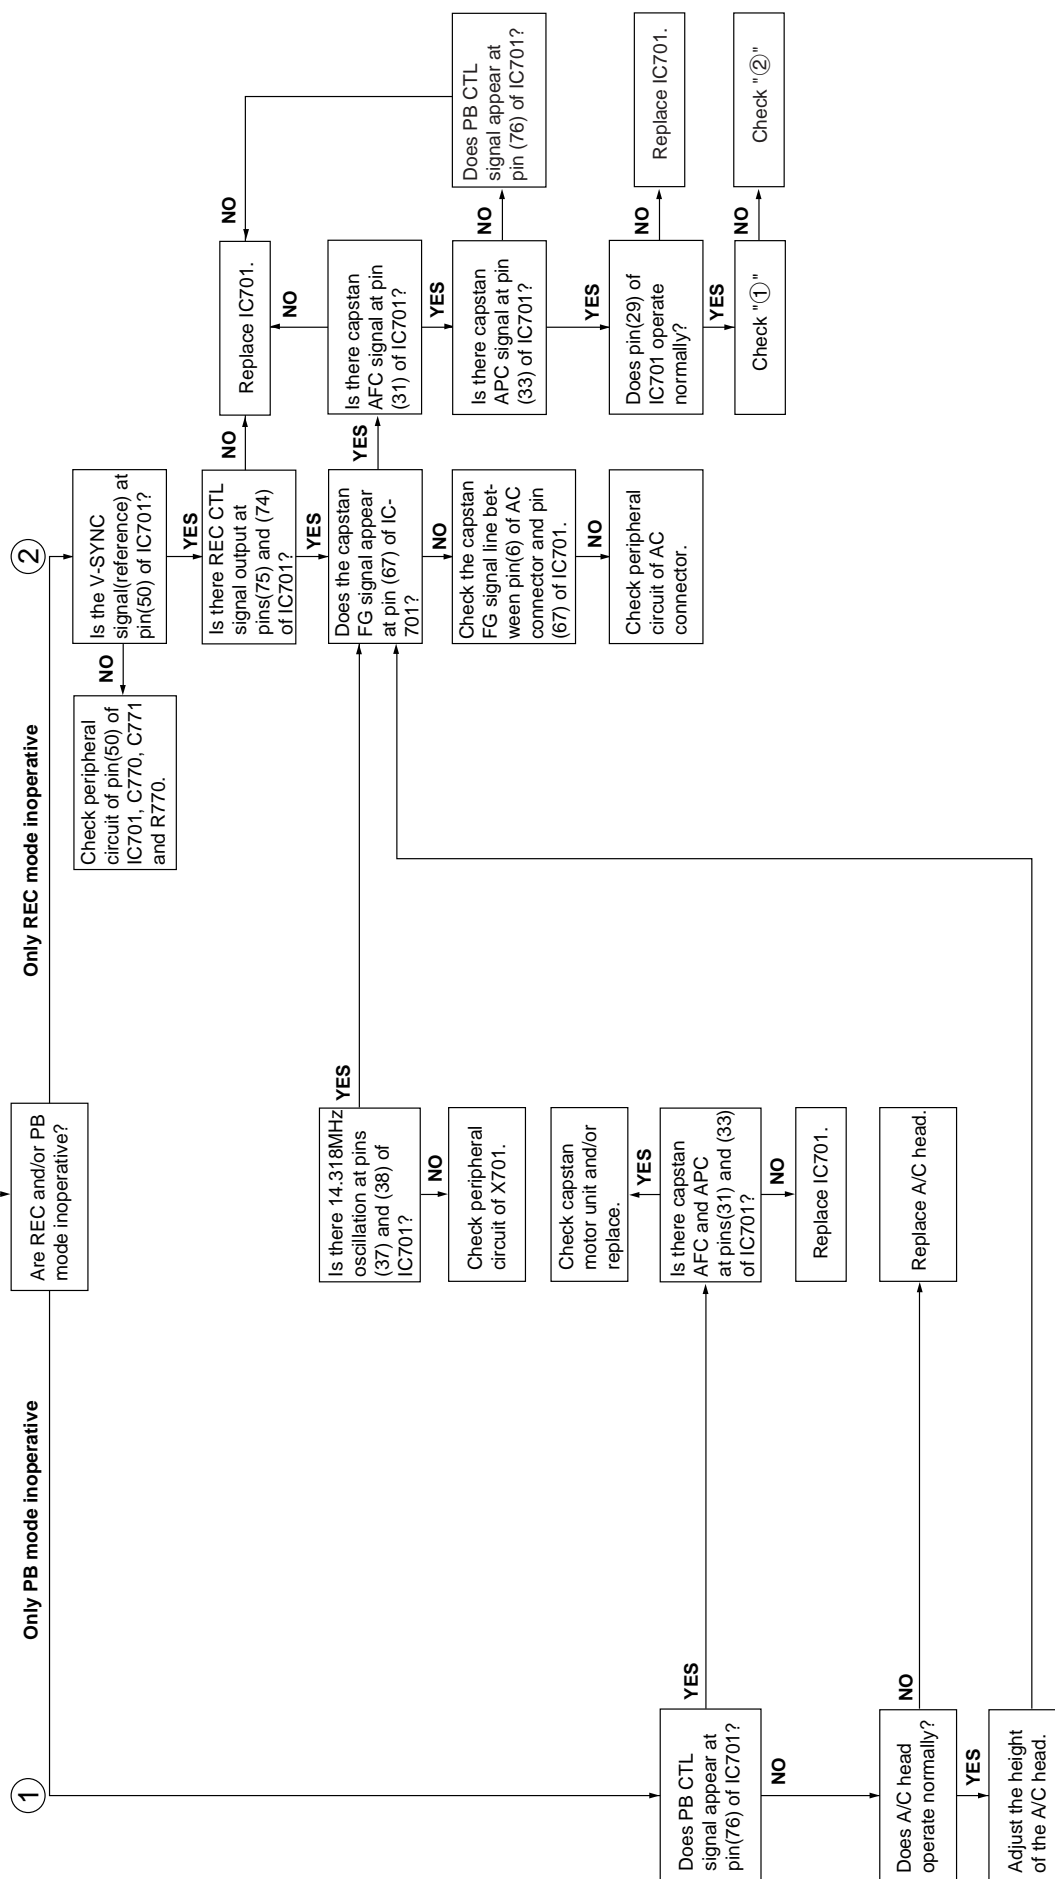 Are REC and/or PB
mode inoperative?
①
Only PB mode inoperative
Only REC mode inoperative
②
Is the V-SYNC
signal(reference) at
pin(50) of IC701?
NO
Check peripheral
circuit of pin(50) of
IC701, C770, C771
and R770.
YES
Is there REC CTL
signal output at
pins(75) and (74)
of IC701?
NO
Replace IC701.
NO
YES
Is there 14.318MHz
oscillation at pins
(37) and (38) of
IC701?
YES
NO
Check peripheral
circuit of X701.
Does the capstan
FG signal appear
at pin (67) of IC-
701?
YES
Is there capstan
AFC signal at pin
(31) of IC701?
NO
NO
Check the capstan
FG signal line bet-
ween pin(6) of AC
connector and pin
(67) of IC701.
NO
Check peripheral
circuit of AC
connector.
YES
Is there capstan
APC signal at pin
(33) of IC701?
NO
Does PB CTL
signal appear at
pin (76) of IC701?
YES
Does pin(29) of
IC701 operate
normally?
NO
Replace IC701.
YES
Check "①"
NO
Check "②"
Does PB CTL
signal appear at
pin(76) of IC701?
YES
Is there capstan
AFC and APC
at pins(31) and (33)
of IC701?
YES
Check capstan
motor unit and/or
replace.
NO
Replace IC701.
NO
Does A/C head
operate normally?
NO
Replace A/C head.
YES
Adjust the height
of the A/C head.